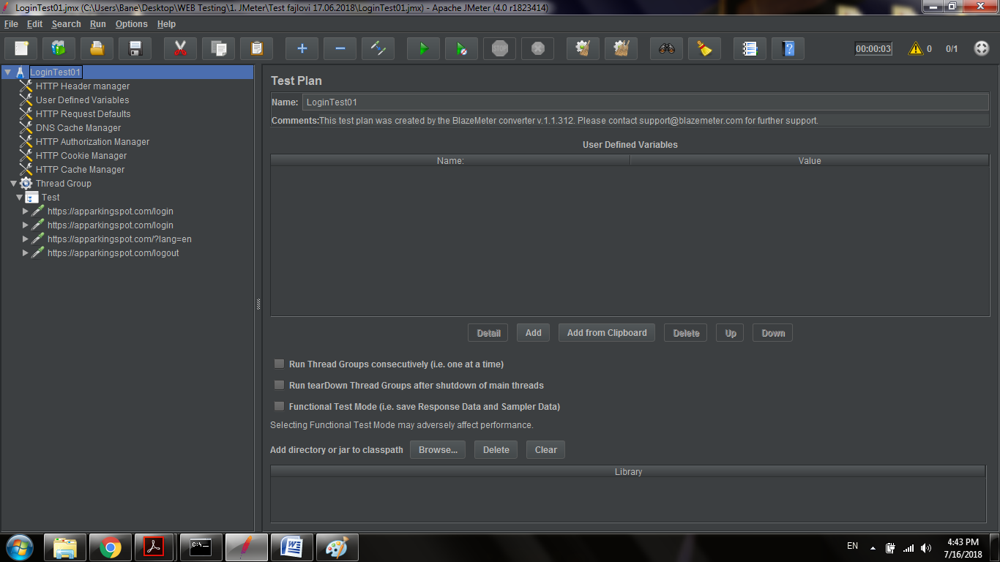 LoginTest01.jmx (C:\Users\Bane\Desktop\WEB Testing\1. JMeter\Test fajlovi 17.06.2018\LoginTest01.jmx) - Apache JMeter (4.0 r1823414)
File Edit Search Run Options Help
STOP 00:00:03 0 0/1
LoginTest01
HTTP Header manager
User Defined Variables
HTTP Request Defaults
DNS Cache Manager
HTTP Authorization Manager
HTTP Cookie Manager
HTTP Cache Manager
Thread Group
Test
https://apparkingspot.com/login
https://apparkingspot.com/login
https://apparkingspot.com/?lang=en
https://apparkingspot.com/logout
Test Plan
Name: LoginTest01
Comments:This test plan was created by the BlazeMeter converter v.1.1.312. Please contact support@blazemeter.com for further support.
User Defined Variables
Name: Value
Detail Add Add from Clipboard Delete Up Down
Run Thread Groups consecutively (i.e. one at a time)
Run tearDown Thread Groups after shutdown of main threads
Functional Test Mode (i.e. save Response Data and Sampler Data)
Selecting Functional Test Mode may adversely affect performance.
Add directory or jar to classpath Browse... Delete Clear
Library
EN 4:43 PM
7/16/2018